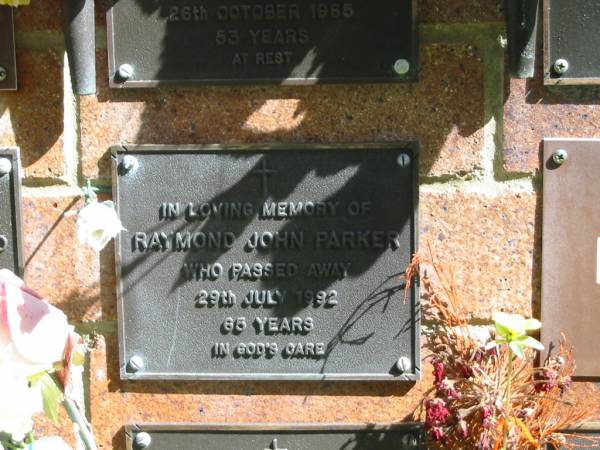 26th OCTOBER 1985
53 YEARS
AT REST
IN LOVING MEMORY OF
RAYMOND JOHN PARKER
WHO PASSED AWAY
29th JULY 1982
65 YEARS
IN GOD'S CARE